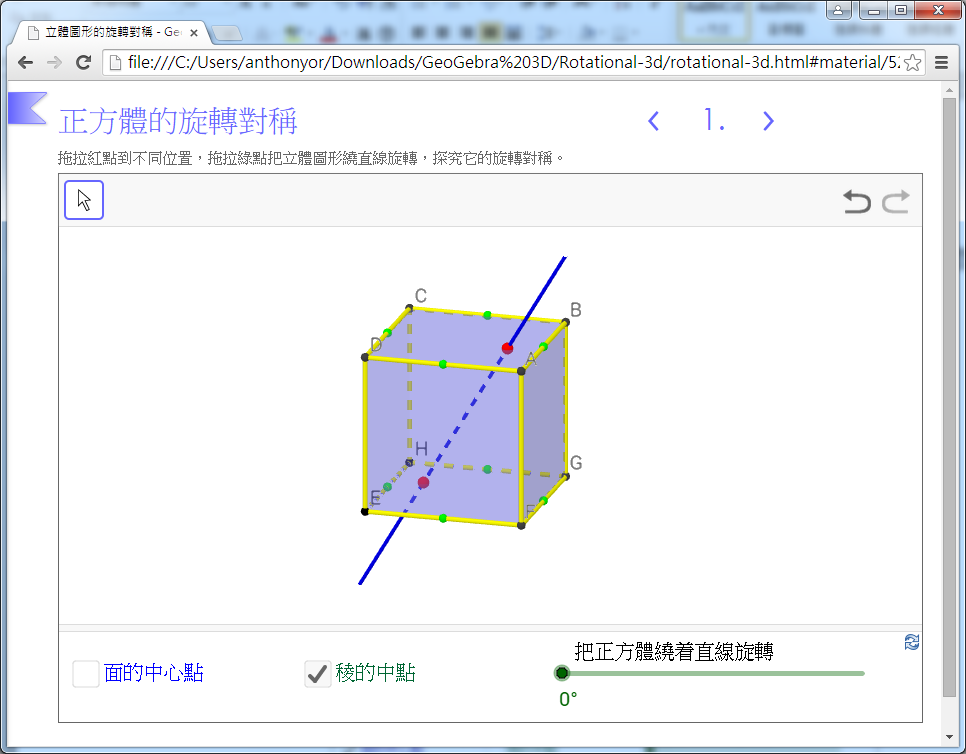 立體圖形的旋轉對稱 - Ge
file:///C:/Users/anthonyor/Downloads/GeoGebra%203D/Rotational-3d/rotational-3d.html#material/52
正方體的旋轉對稱
1.
拖拉紅點到不同位置，拖拉綠點把立體圖形繞直線旋轉，探究它的旋轉對稱。
C
B
D
A
H
G
E
F
把正方體繞着直線旋轉
面的中心點
稜的中點
0°